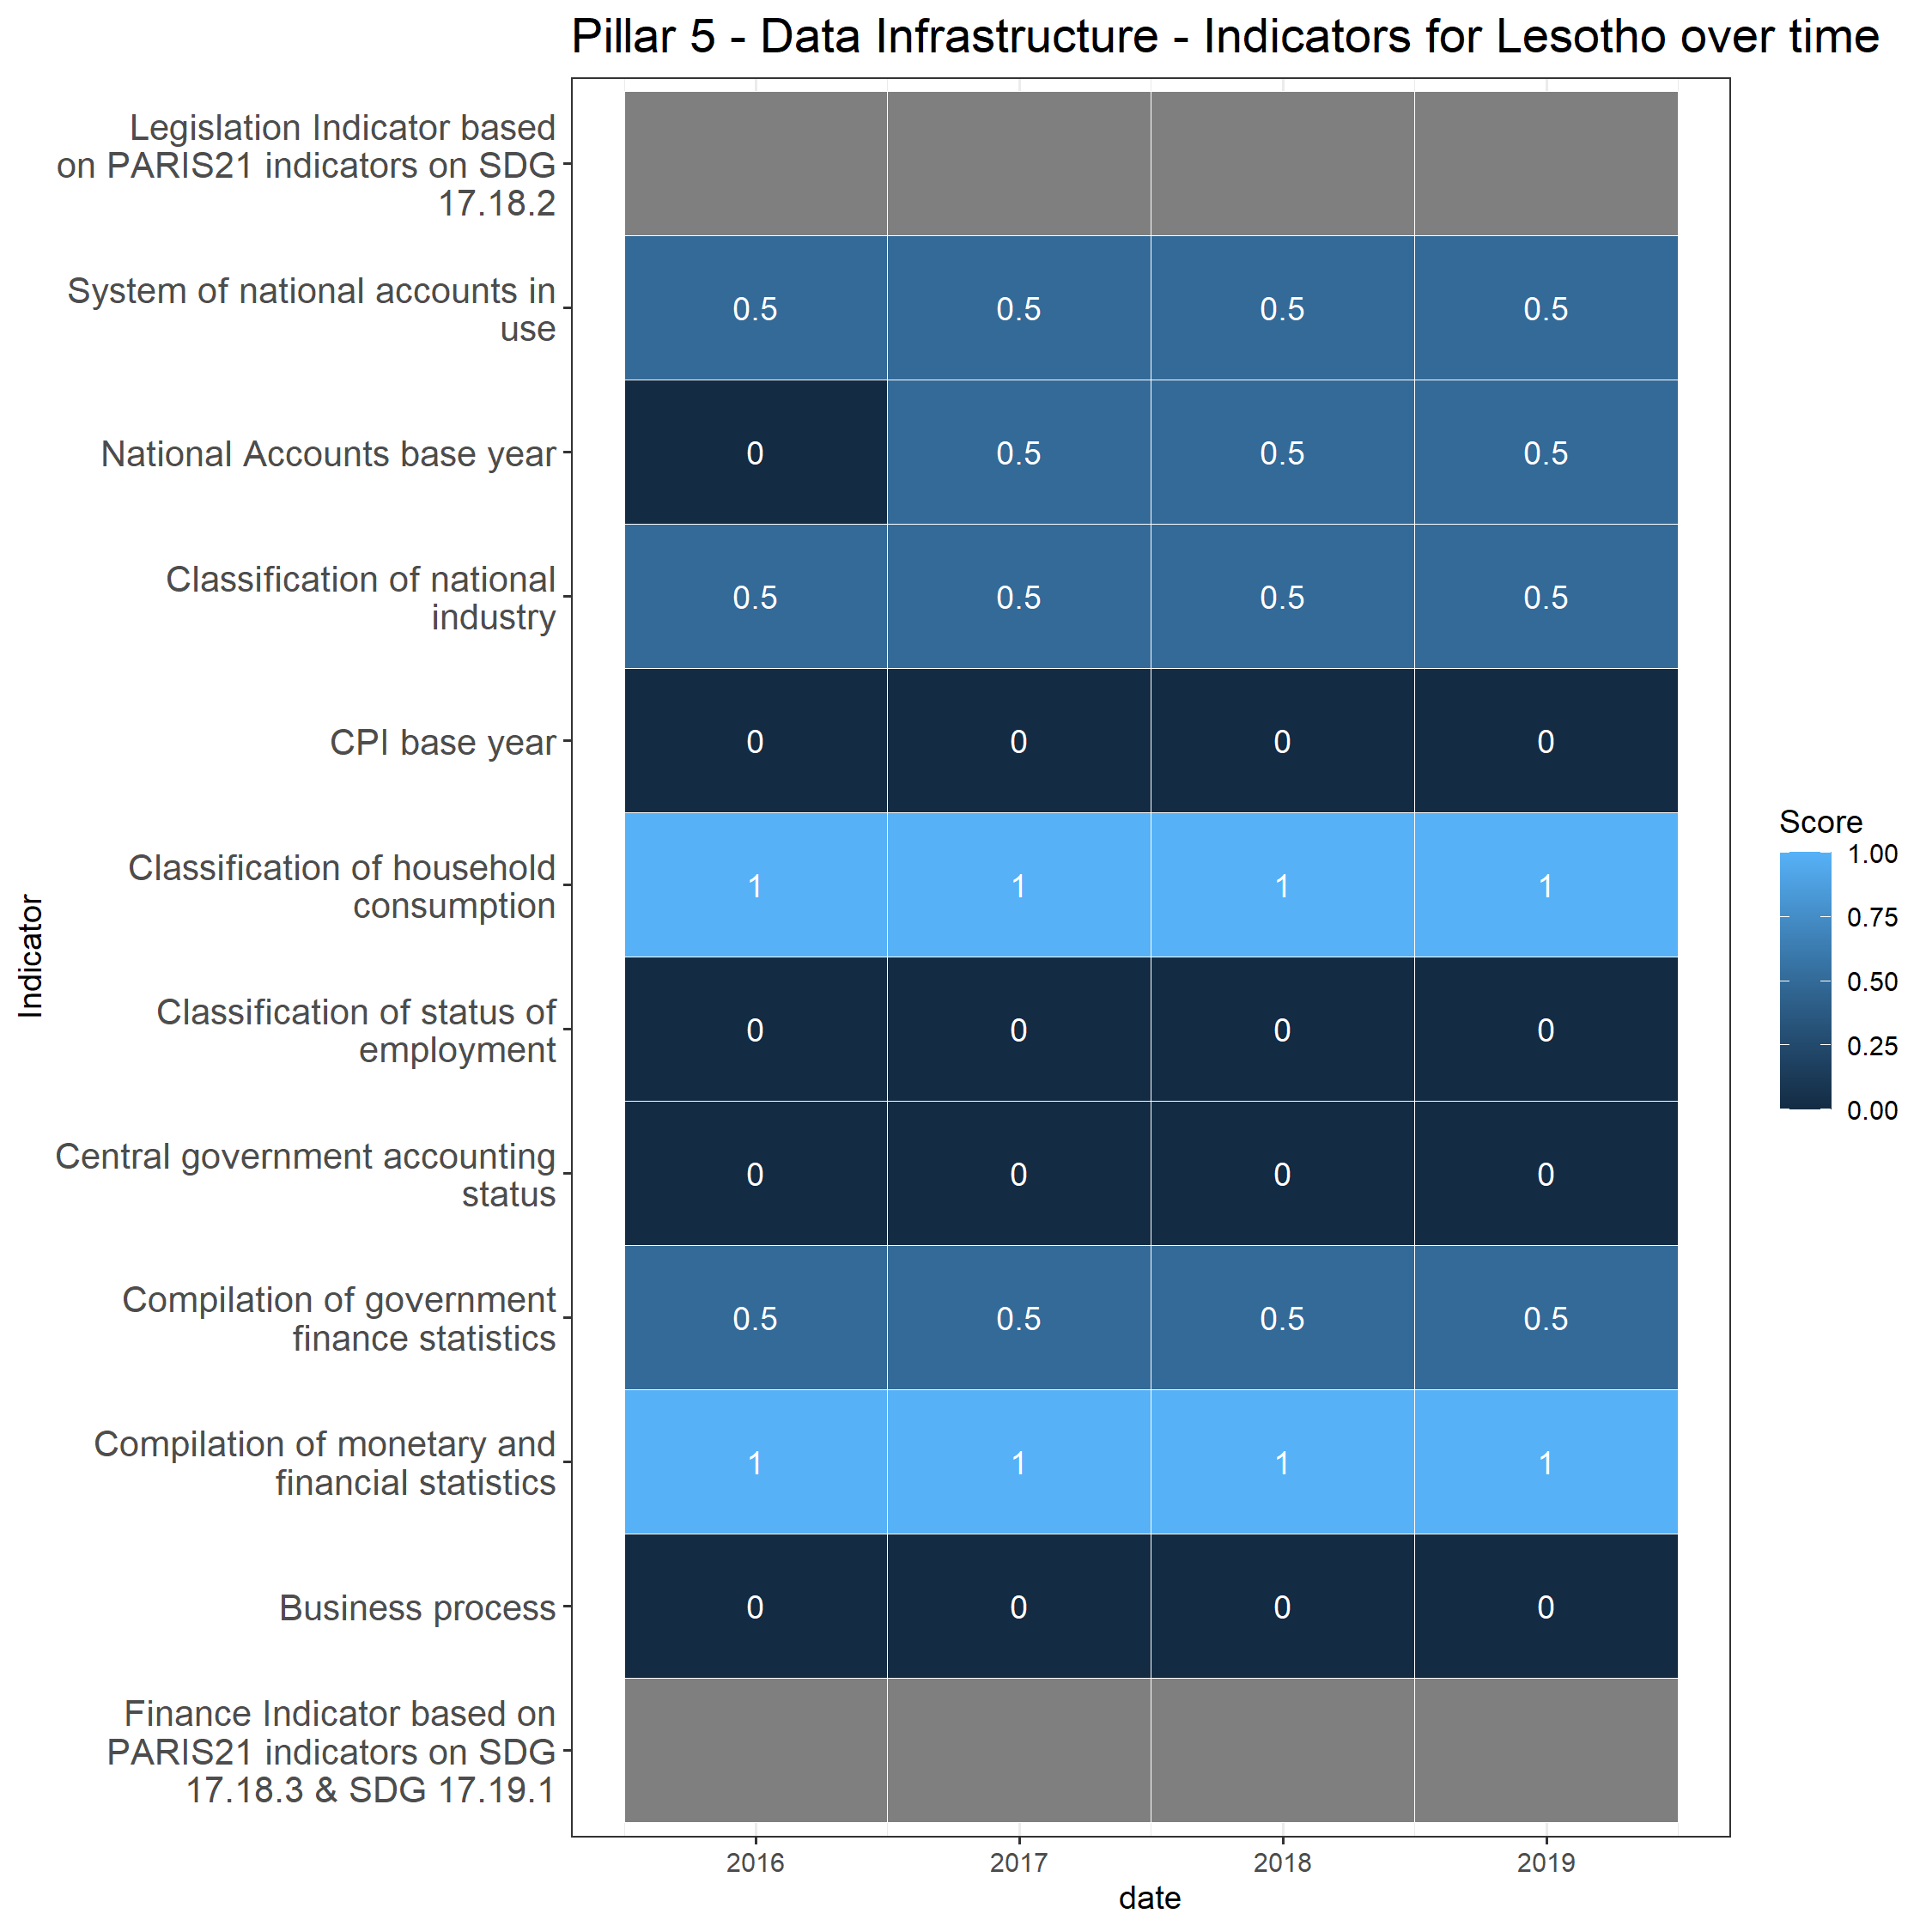 Pillar 5 - Data Infrastructure - Indicators for Lesotho over time
Legislation Indicator based
on PARIS21 indicators on SDG
17.18.2
System of national accounts in
use
0.5 0.5 0.5 0.5
National Accounts base year
0 0.5 0.5 0.5
Classification of national
industry
0.5 0.5 0.5 0.5
CPI base year
0 0 0 0
Classification of household
consumption
1 1 1 1
Classification of status of
employment
0 0 0 0
Central government accounting
status
0 0 0 0
Compilation of government
finance statistics
0.5 0.5 0.5 0.5
Compilation of monetary and
financial statistics
1 1 1 1
Business process
0 0 0 0
Finance Indicator based on
PARIS21 indicators on SDG
17.18.3 & SDG 17.19.1
Indicator
2016 2017 2018 2019
date
Score
1.00
0.75
0.50
0.25
0.00